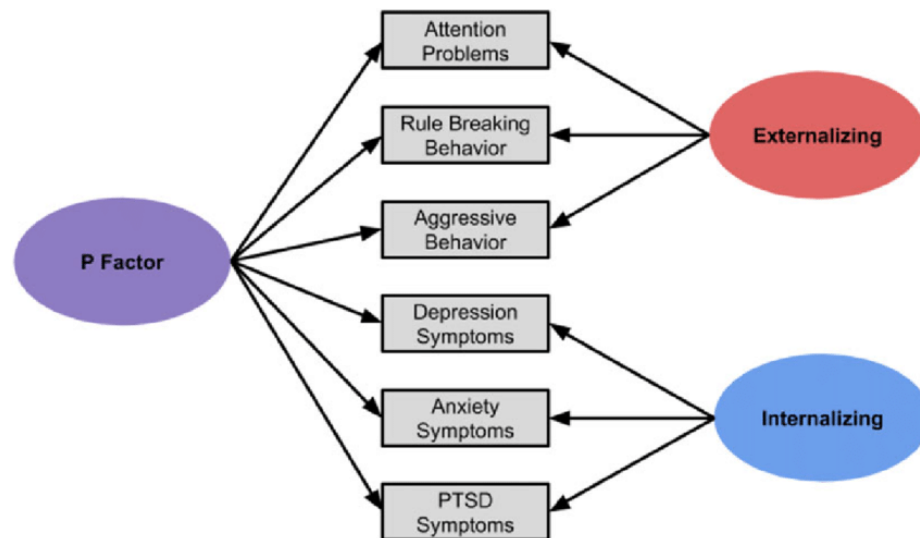 Attention
Problems
Rule Breaking
Behavior
Externalizing
Aggressive
Behavior
P Factor
Depression
Symptoms
Anxiety
Symptoms
Internalizing
PTSD
Symptoms